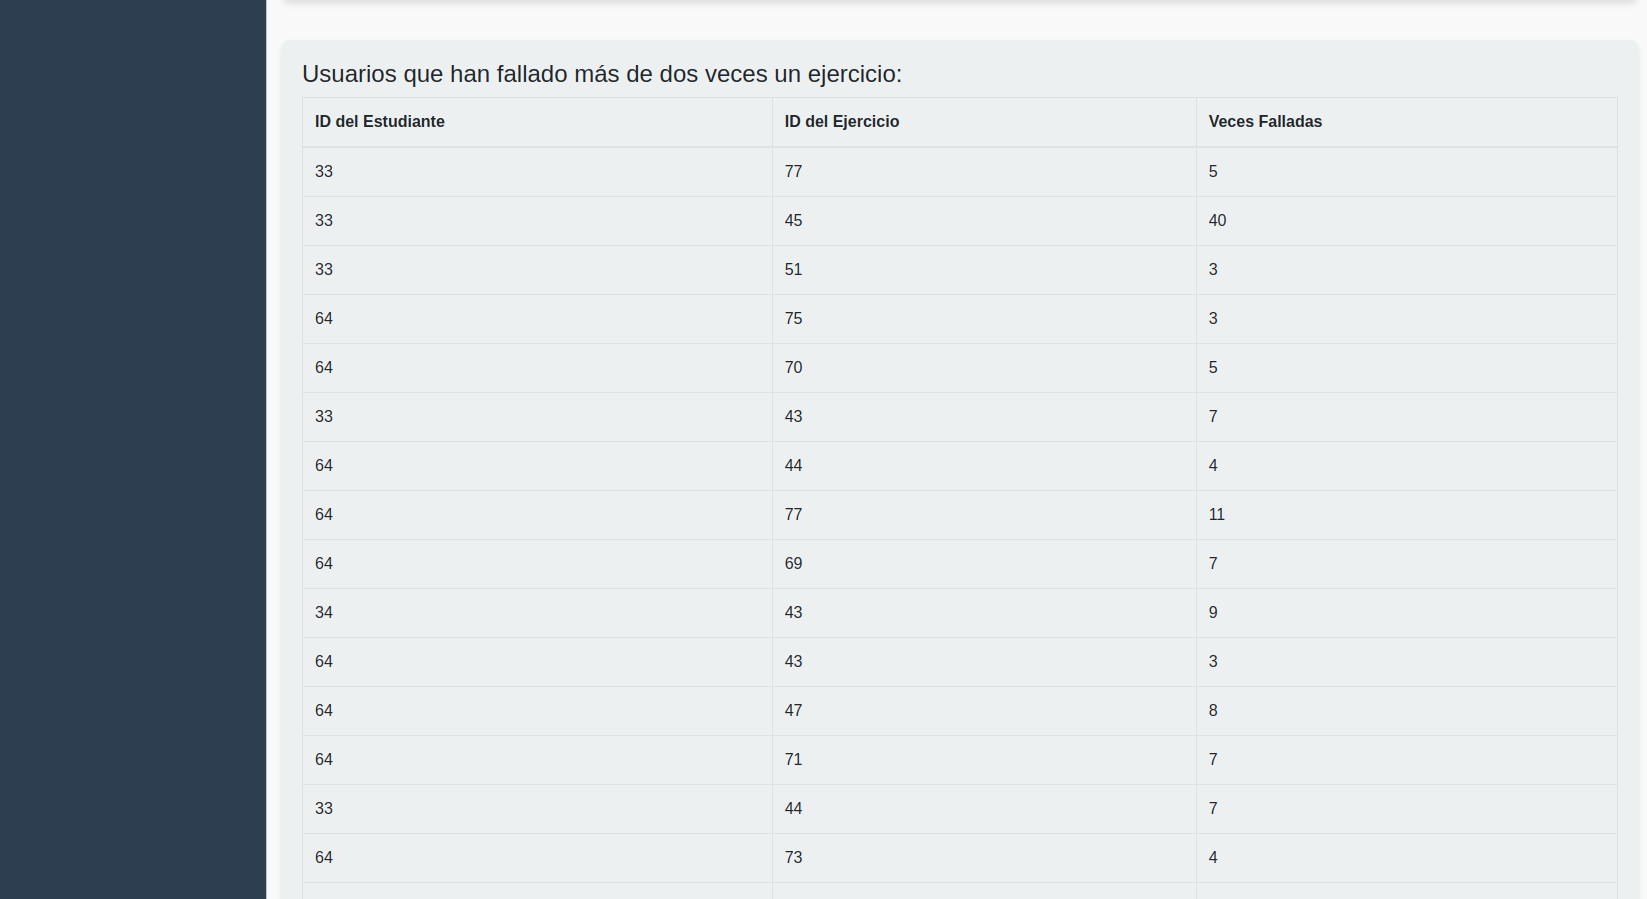 Usuarios que han fallado más de dos veces un ejercicio:
ID del Estudiante ID del Ejercicio Veces Falladas
33 77 5
33 45 40
33 51 3
64 75 3
64 70 5
33 43 7
64 44 4
64 77 11
64 69 7
34 43 9
64 43 3
64 47 8
64 71 7
33 44 7
64 73 4